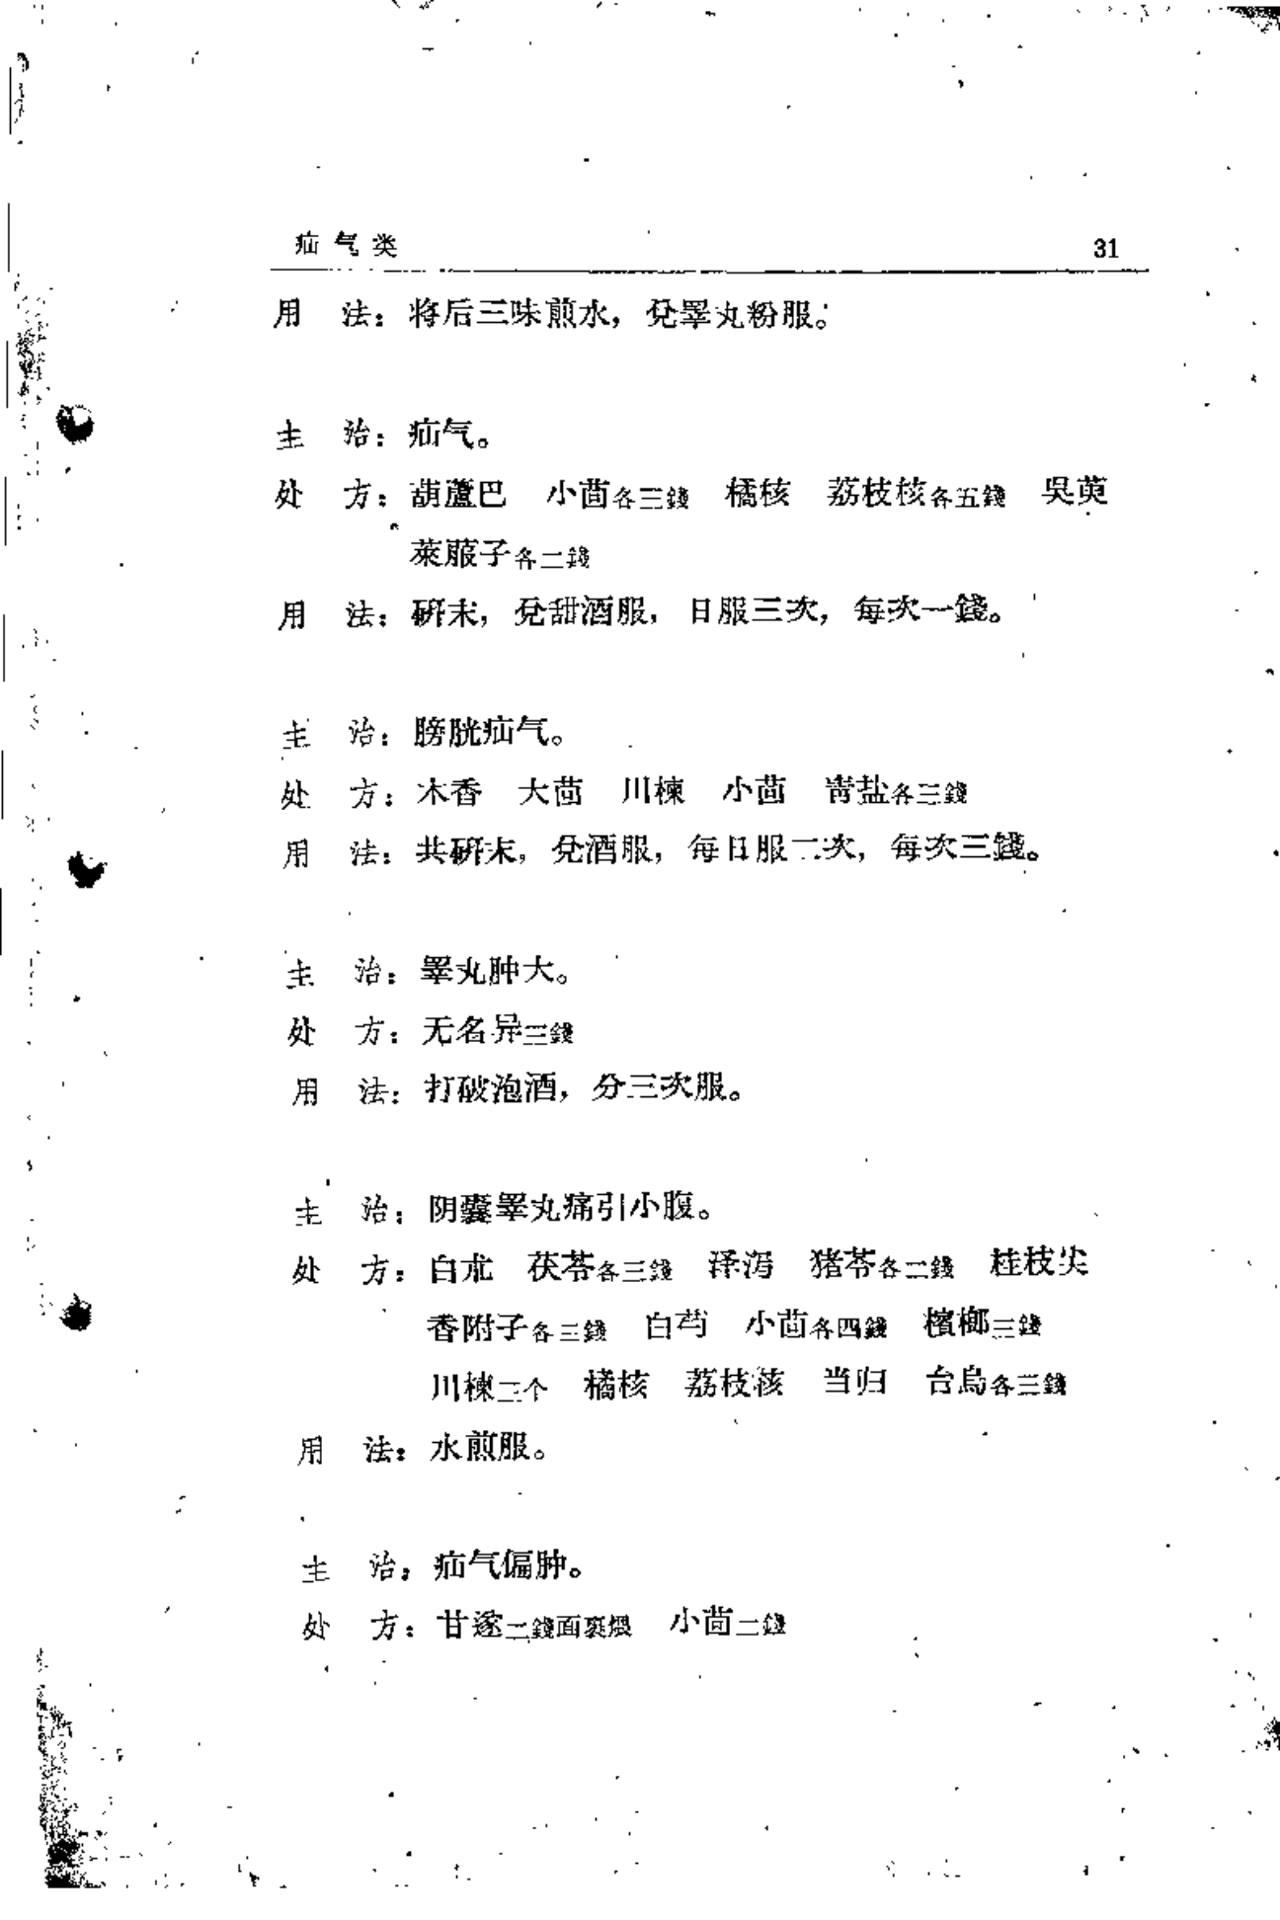 疝气类 31
用 法：将后三味煎水，兌睪丸粉服。
主 治：疝气。
处 方：葫蘆巴 小茴各三錢 橘核 荔枝核各五錢 吳萸
萊菔子各二錢
用 法：硏末，兌甜酒服，日服三次，每次一錢。
主 治：膀胱疝气。
处 方：木香 大茴 川楝 小茴 靑盐各三錢
用 法：共硏末，兌酒服，每日服二次，每次三錢。
主 治：睪丸肿大。
处 方：无名异三錢
用 法：打破泡酒，分三次服。
主 治：阴囊睪丸痛引小腹。
处 方：白朮 茯苓各三錢 泽泻 猪苓各二錢 桂枝尖
香附子各三錢 白芍 小茴各四錢 檳榔三錢
川楝三个 橘核 荔枝核 当归 台烏各三錢
用 法：水煎服。
主 治：疝气偏肿。
处 方：甘遂二錢面裹煨 小茴二錢